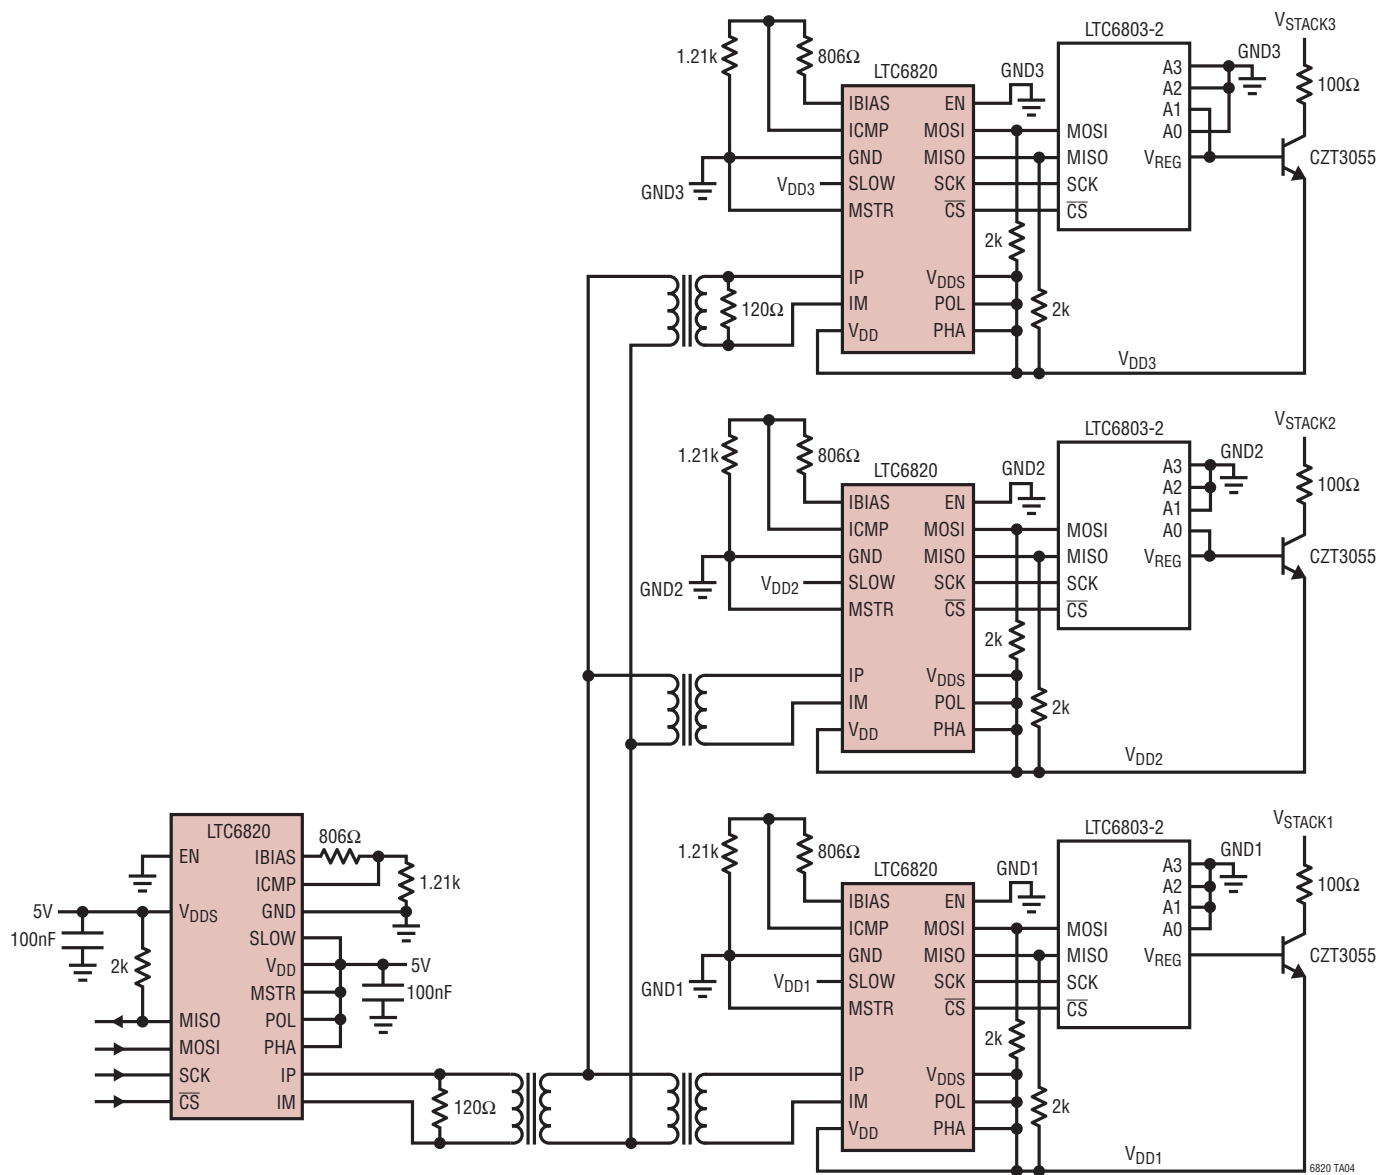 VSTACK3
LTC6803-2
1.21k
806Ω
GND3
100Ω
LTC6820
GND3
A3
A2
A1
A0
IBIAS
EN
ICMP
MOSI
MOSI
GND
MISO
MISO
VREG
CZT3055
GND3
VDD3
SLOW
SCK
SCK
MSTR
CS
CS
2k
IP
VDDS
120Ω
IM
POL
2k
VDD
PHA
VDD3
VSTACK2
LTC6803-2
1.21k
806Ω
GND2
100Ω
LTC6820
GND2
A3
A2
A1
A0
IBIAS
EN
ICMP
MOSI
MOSI
GND
MISO
MISO
VREG
CZT3055
GND2
VDD2
SLOW
SCK
SCK
MSTR
CS
CS
2k
IP
VDDS
IM
POL
2k
VDD
PHA
VDD2
VSTACK1
LTC6803-2
1.21k
806Ω
GND1
100Ω
LTC6820
GND1
A3
A2
A1
A0
IBIAS
EN
ICMP
MOSI
MOSI
GND
MISO
MISO
VREG
CZT3055
GND1
VDD1
SLOW
SCK
SCK
MSTR
CS
CS
2k
IP
VDDS
IM
POL
2k
VDD
PHA
VDD1
LTC6820
806Ω
EN
IBIAS
ICMP
1.21k
5V
VDDS
GND
100nF
SLOW
2k
VDD
5V
MSTR
100nF
MISO
POL
MOSI
PHA
SCK
IP
CS
IM
120Ω
6820 TA04